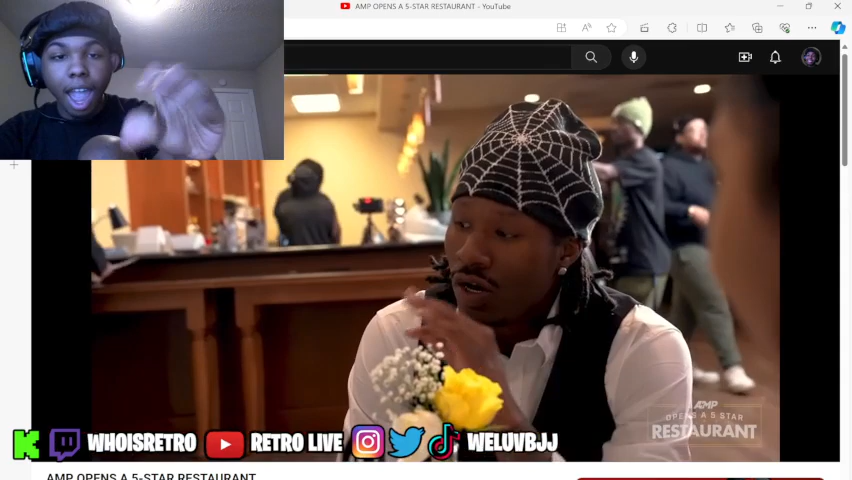 AMP OPENS A 5-STAR RESTAURANT - YouTube
AMP
OPENS A 5 STAR
RESTAURANT
WHOISRETRO RETRO LIVE WELUVBJJ
AMP OPENS A 5-STAR RESTAURANT